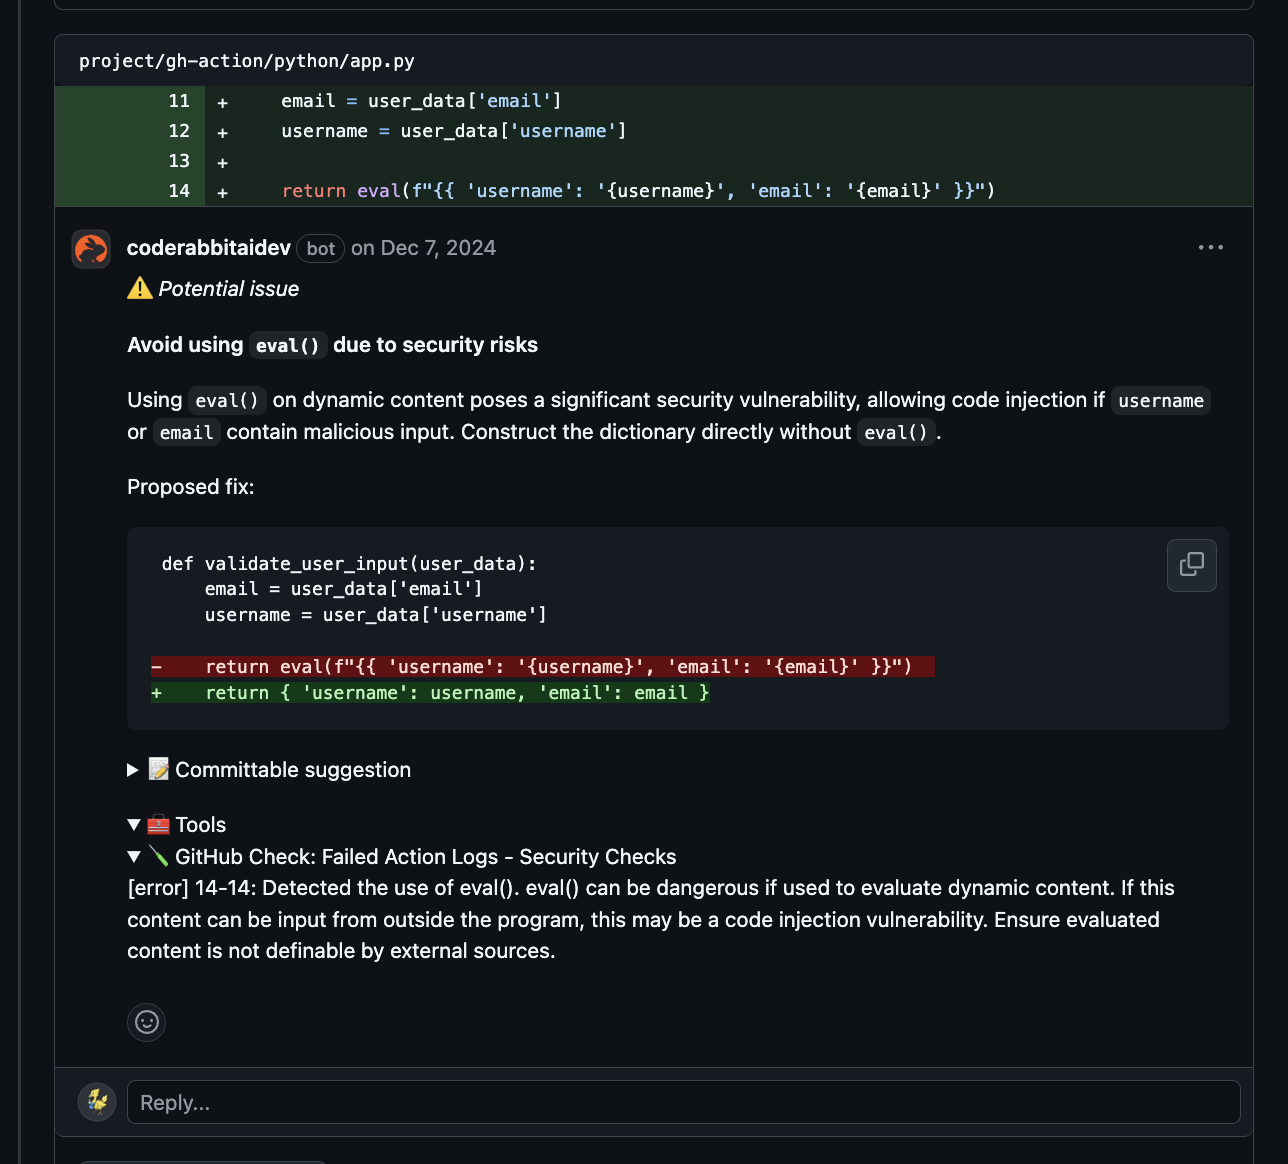 project/gh-action/python/app.py
11 + email = user_data['email']
12 + username = user_data['username']
13 +
14 + return eval(f"{{ 'username': '{username}', 'email': '{email}' }}")
coderabbitaidev bot on Dec 7, 2024
⚠️ Potential issue
Avoid using eval() due to security risks
Using eval() on dynamic content poses a significant security vulnerability, allowing code injection if username
or email contain malicious input. Construct the dictionary directly without eval().
Proposed fix:
def validate_user_input(user_data):
    email = user_data['email']
    username = user_data['username']
-    return eval(f"{{ 'username': '{username}', 'email': '{email}' }}")
+    return { 'username': username, 'email': email }
Committable suggestion
Tools
GitHub Check: Failed Action Logs - Security Checks
[error] 14-14: Detected the use of eval(). eval() can be dangerous if used to evaluate dynamic content. If this
content can be input from outside the program, this may be a code injection vulnerability. Ensure evaluated
content is not definable by external sources.
Reply...